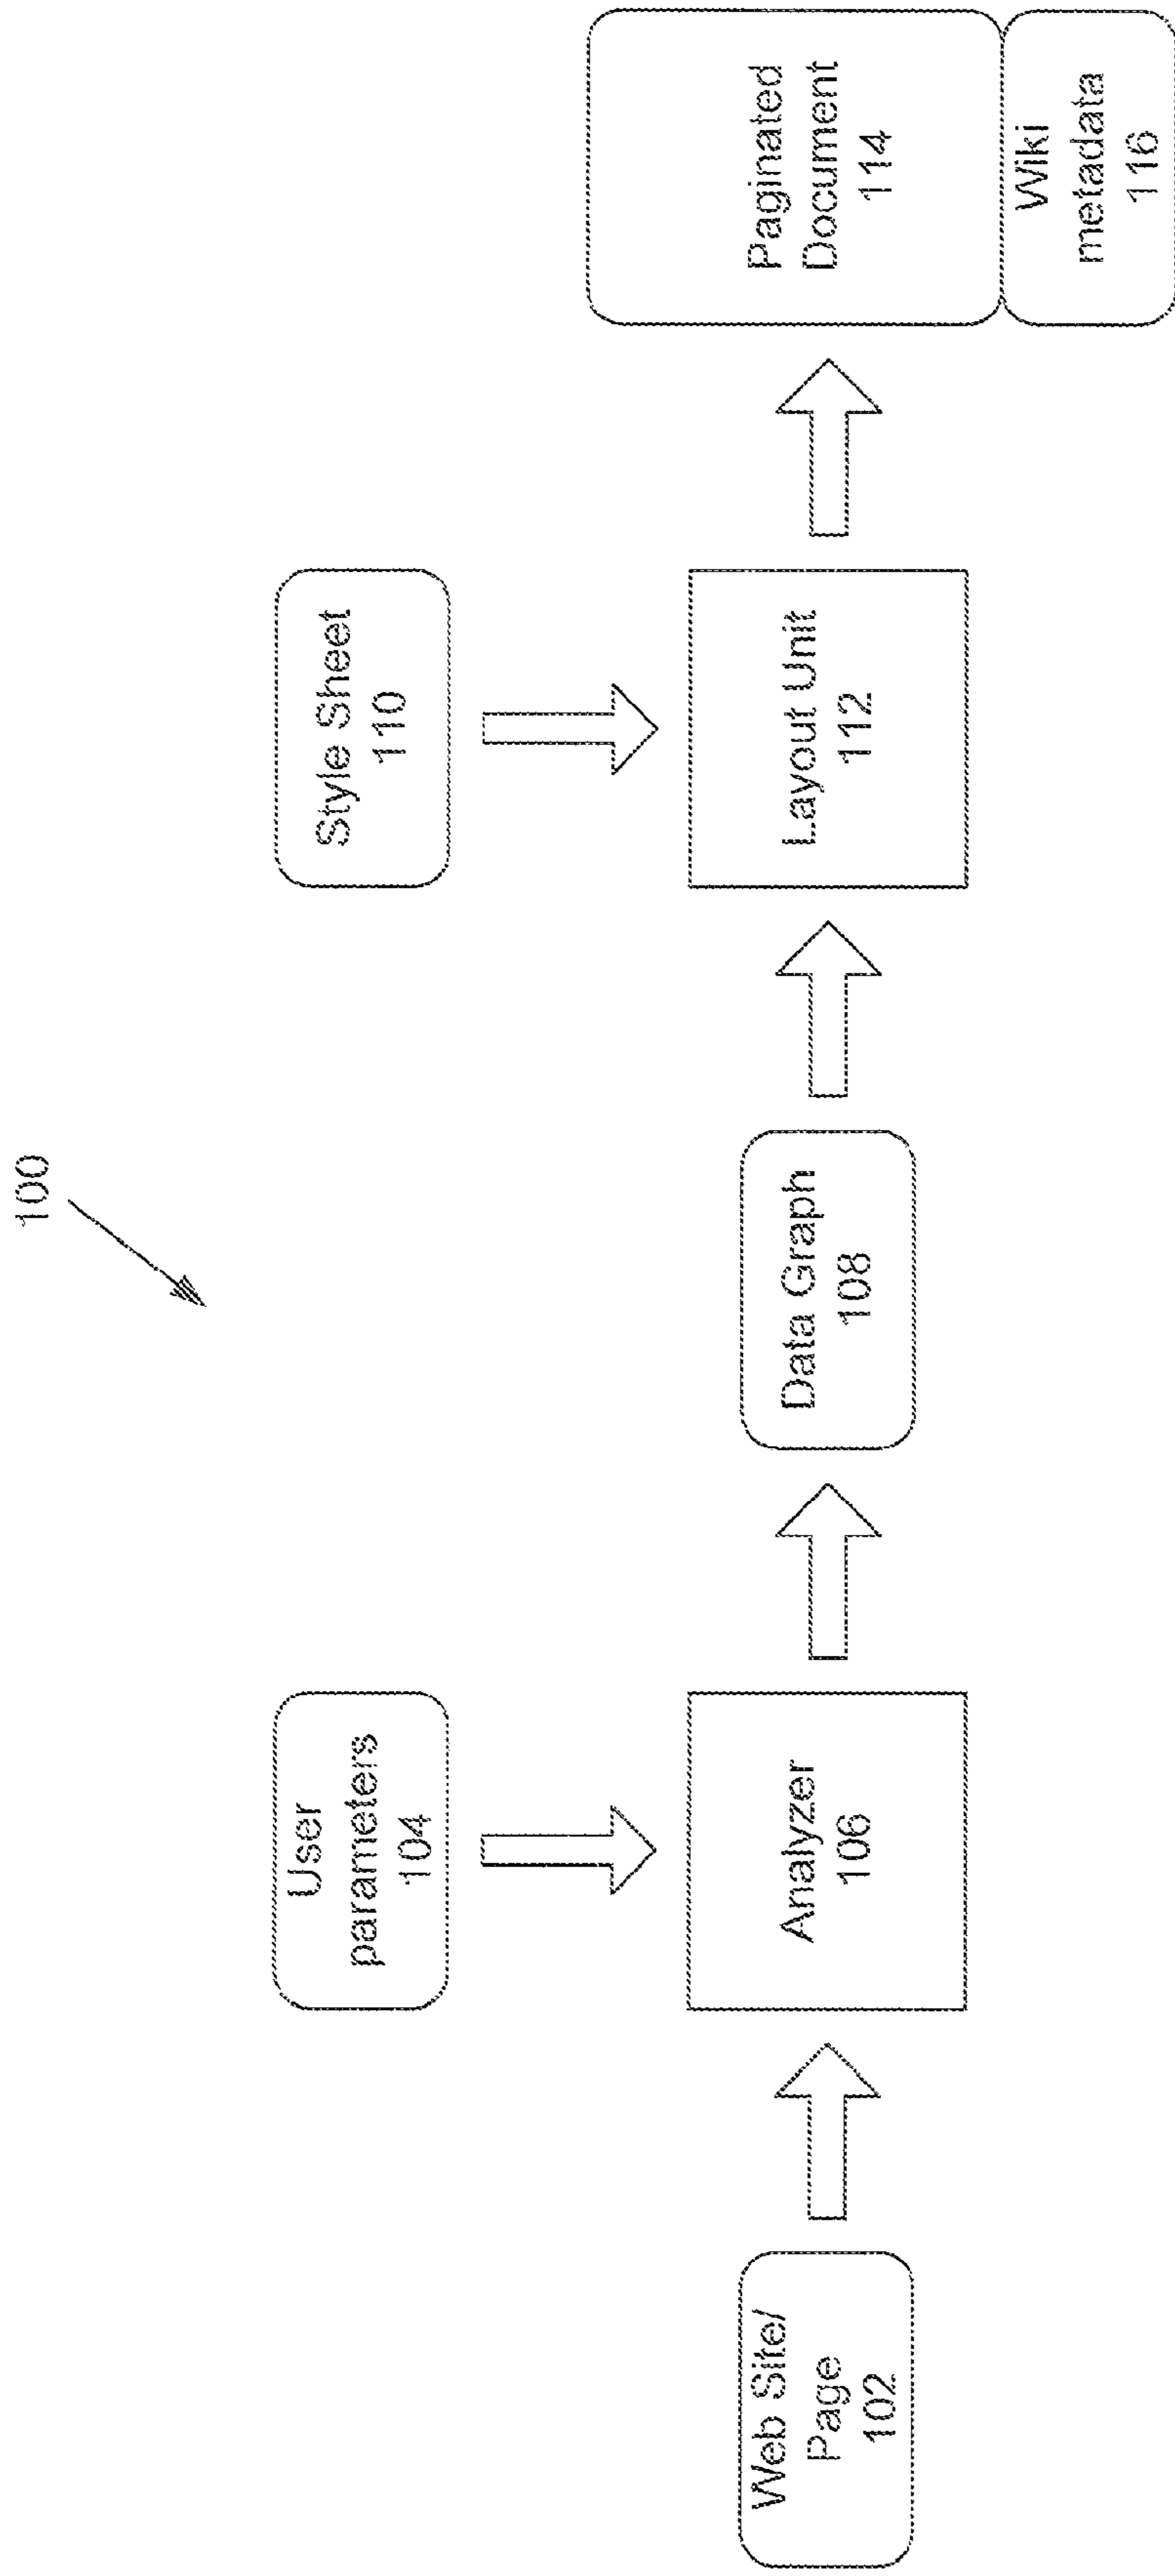 100
User
parameters
104
Style Sheet
110
Web Site/
Page
102
Analyzer
106
Data Graph
108
Layout Unit
112
Paginated
Document
114
Wiki
metadata
116